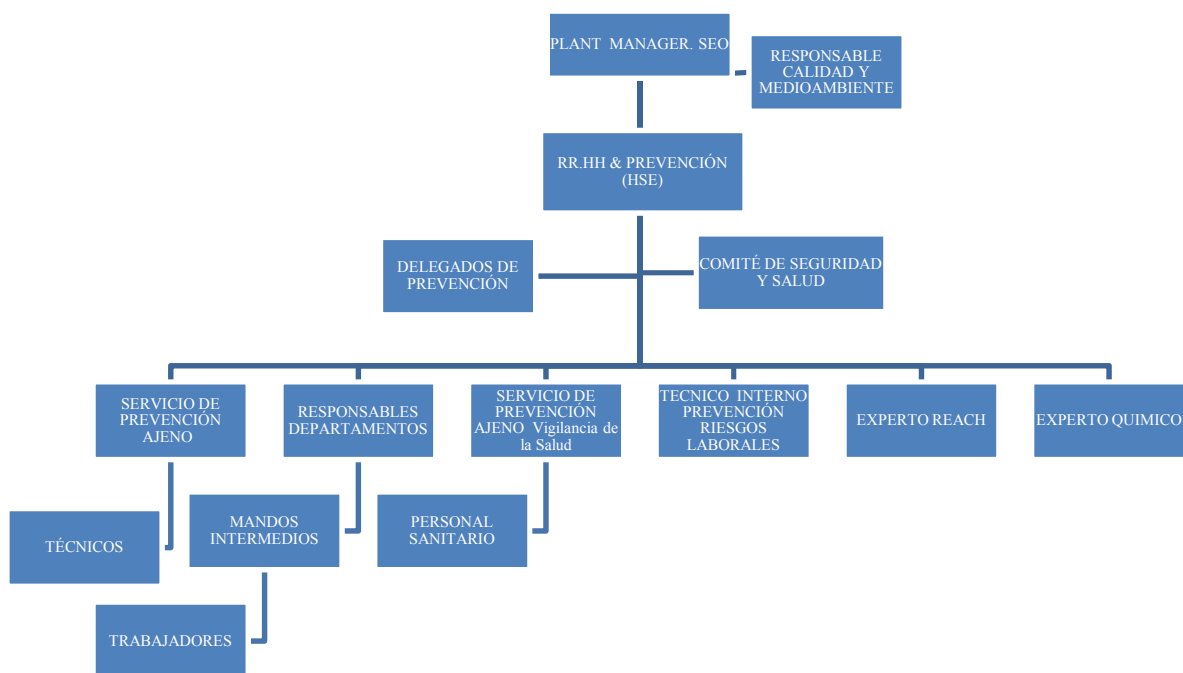 PLANT MANAGER. SEO
RESPONSABLE
CALIDAD Y
MEDIOAMBIENTE
RR.HH & PREVENCIÓN
(HSE)
DELEGADOS DE
PREVENCIÓN
COMITÉ DE SEGURIDAD
Y SALUD
SERVICIO DE
PREVENCIÓN
AJENO
RESPONSABLES
DEPARTAMENTOS
SERVICIO DE
PREVENCIÓN
AJENO Vigilancia de
la Salud
TECNICO INTERNO
PREVENCIÓN
RIESGOS
LABORALES
EXPERTO REACH
EXPERTO QUIMICO
TÉCNICOS
MANDOS
INTERMEDIOS
PERSONAL
SANITARIO
TRABAJADORES